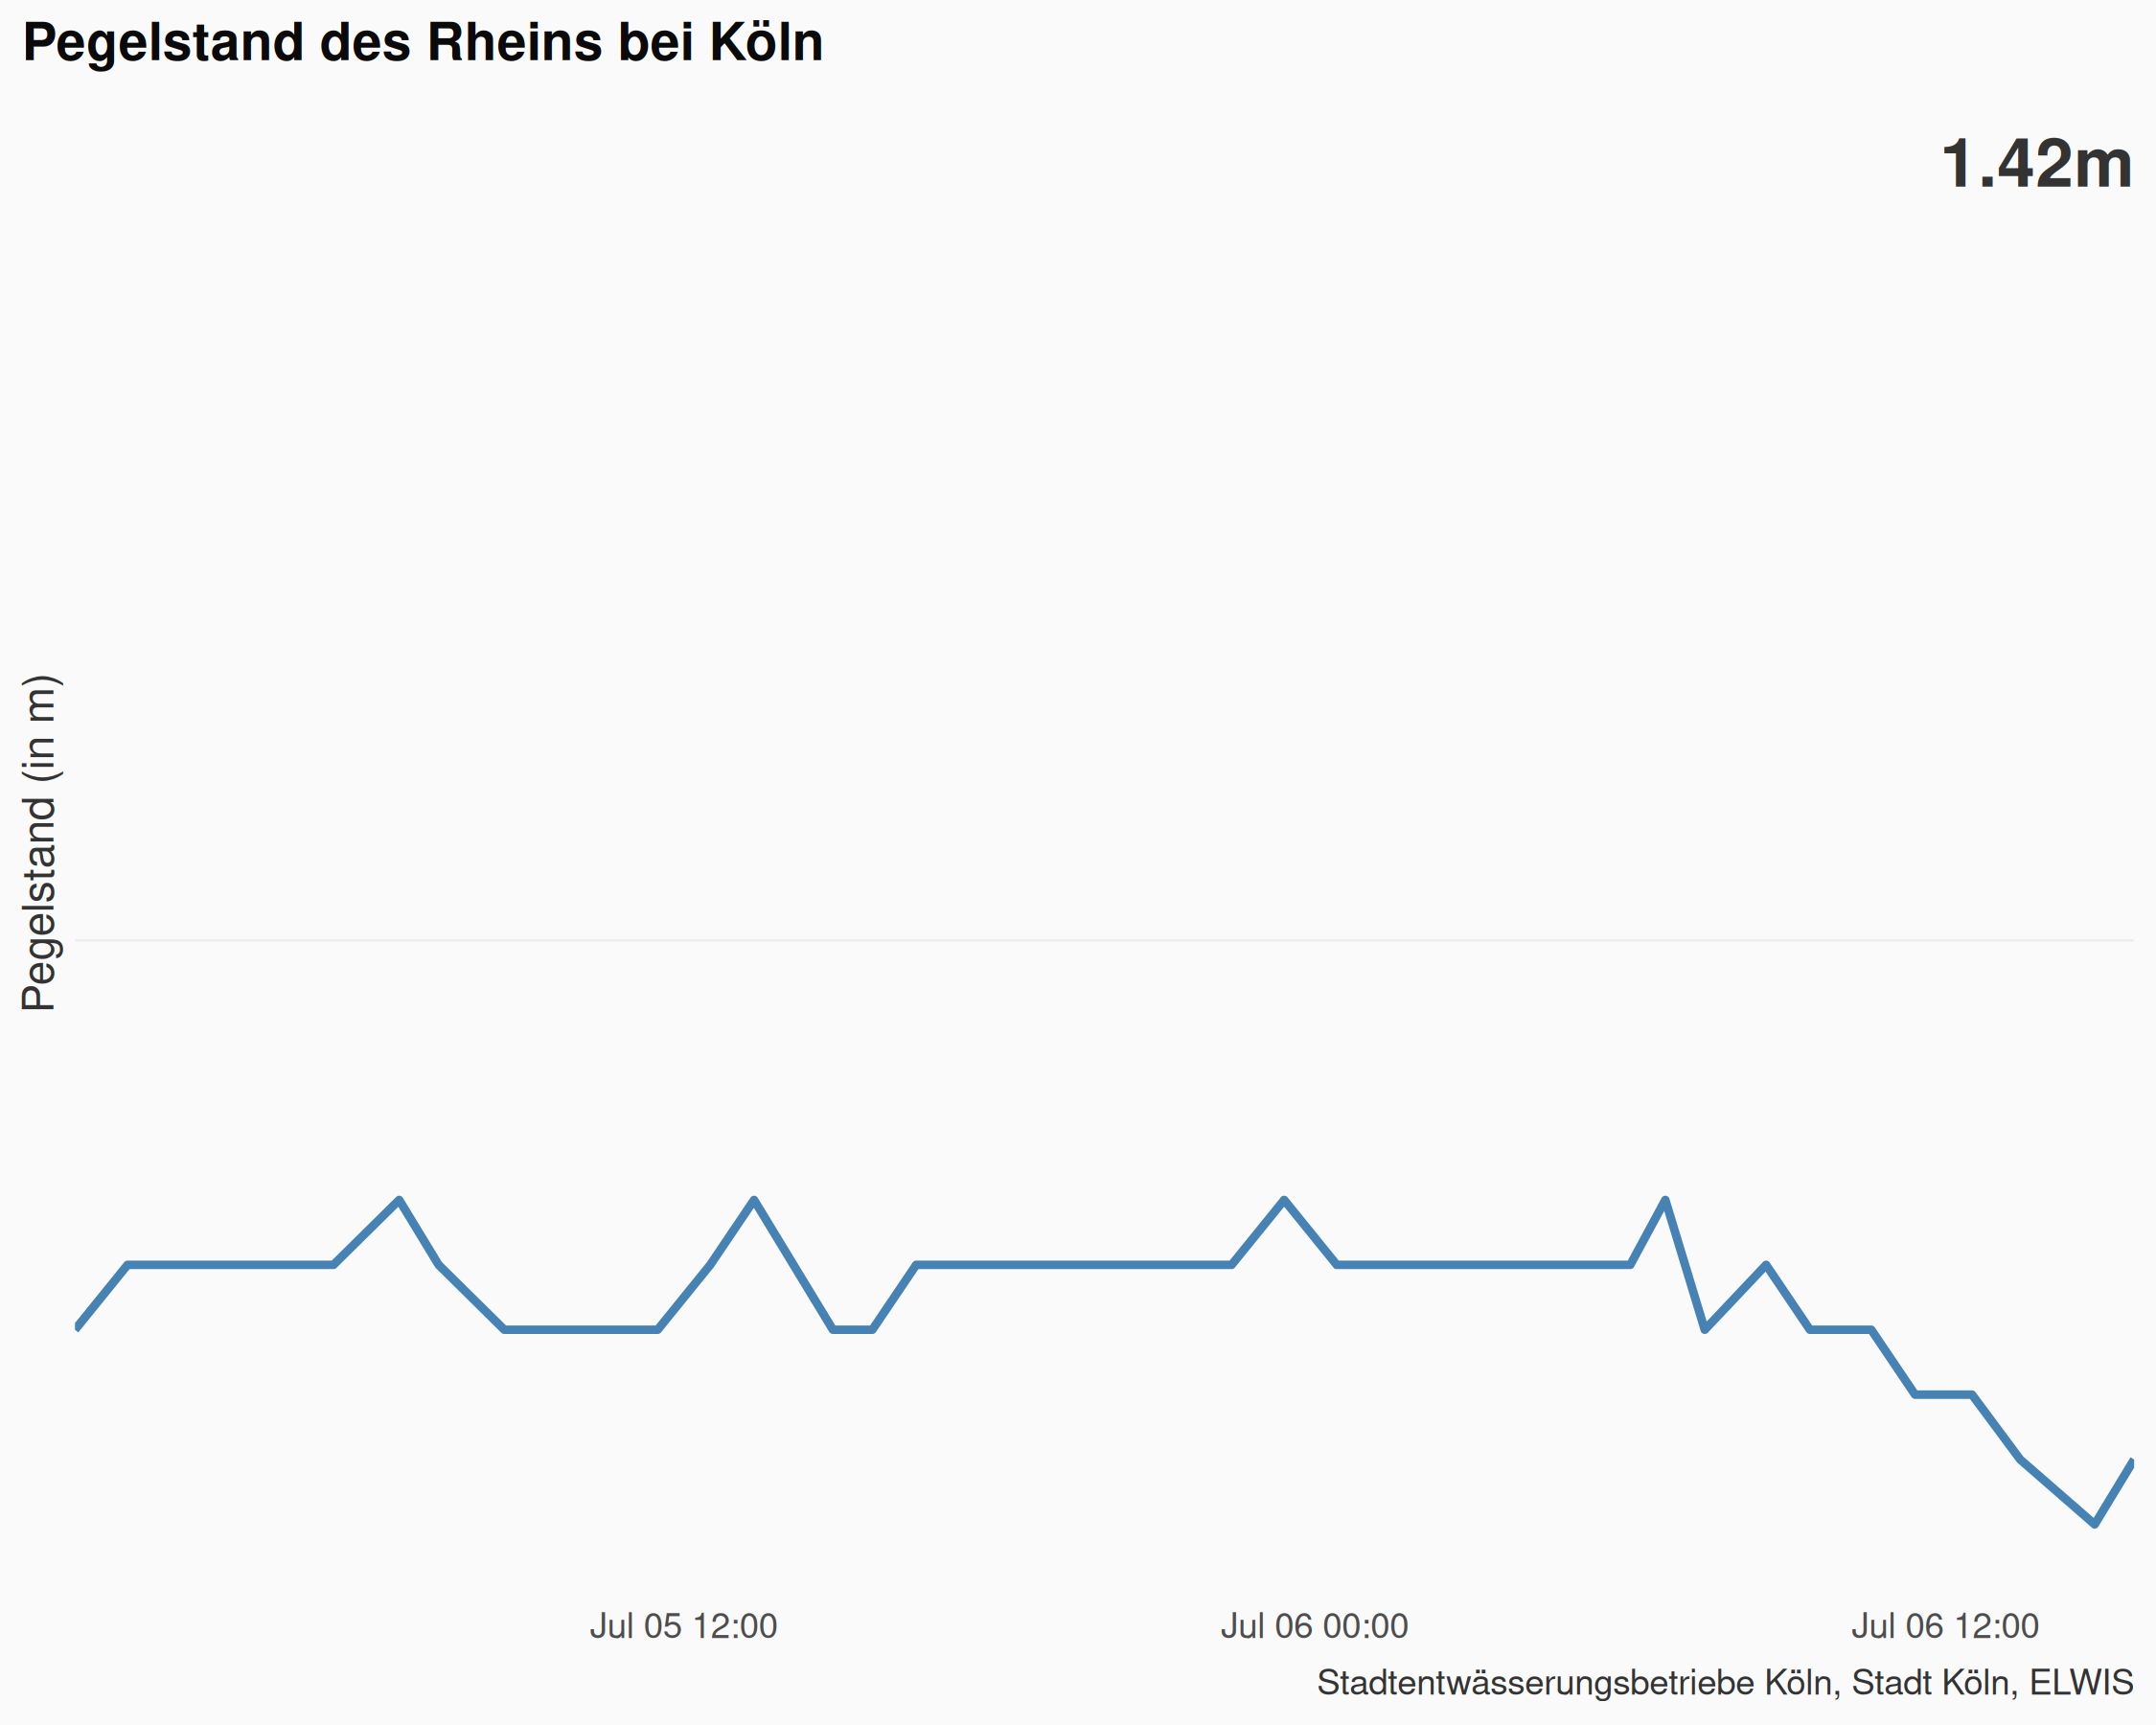 Pegelstand des Rheins bei Köln
1.42m
Pegelstand (in m)
Jul 05 12:00
Jul 06 00:00
Jul 06 12:00
Stadtentwässerungsbetriebe Köln, Stadt Köln, ELWIS